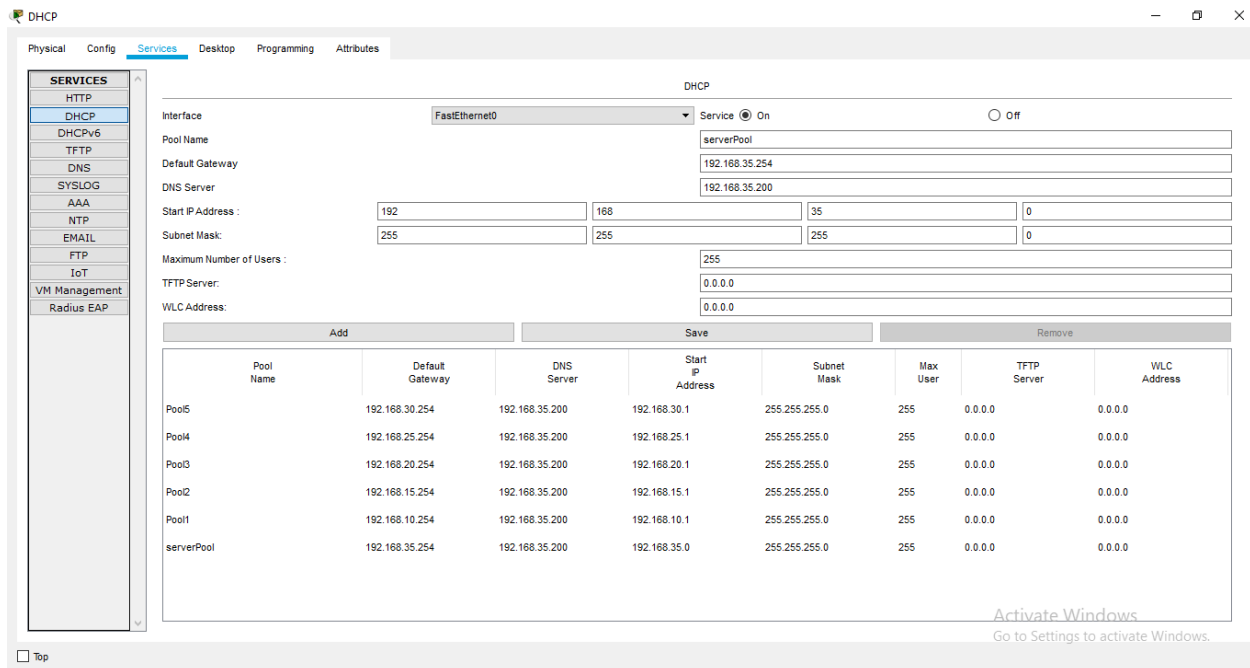 DHCP
Physical Config Services Desktop Programming Attributes
SERVICES
HTTP
DHCP
DHCPv6
TFTP
DNS
SYSLOG
AAA
NTP
EMAIL
FTP
IoT
VM Management
Radius EAP
DHCP
Interface FastEthernet0 Service On Off
Pool Name serverPool
Default Gateway 192.168.35.254
DNS Server 192.168.35.200
Start IP Address : 192 168 35 0
Subnet Mask: 255 255 255 0
Maximum Number of Users : 255
TFTP Server: 0.0.0.0
WLC Address: 0.0.0.0
Add Save Remove
Pool Name Default Gateway DNS Server Start IP Address Subnet Mask Max User TFTP Server WLC Address
Pool5 192.168.30.254 192.168.35.200 192.168.30.1 255.255.255.0 255 0.0.0.0 0.0.0.0
Pool4 192.168.25.254 192.168.35.200 192.168.25.1 255.255.255.0 255 0.0.0.0 0.0.0.0
Pool3 192.168.20.254 192.168.35.200 192.168.20.1 255.255.255.0 255 0.0.0.0 0.0.0.0
Pool2 192.168.15.254 192.168.35.200 192.168.15.1 255.255.255.0 255 0.0.0.0 0.0.0.0
Pool1 192.168.10.254 192.168.35.200 192.168.10.1 255.255.255.0 255 0.0.0.0 0.0.0.0
serverPool 192.168.35.254 192.168.35.200 192.168.35.0 255.255.255.0 255 0.0.0.0 0.0.0.0
Activate Windows
Go to Settings to activate Windows.
Top